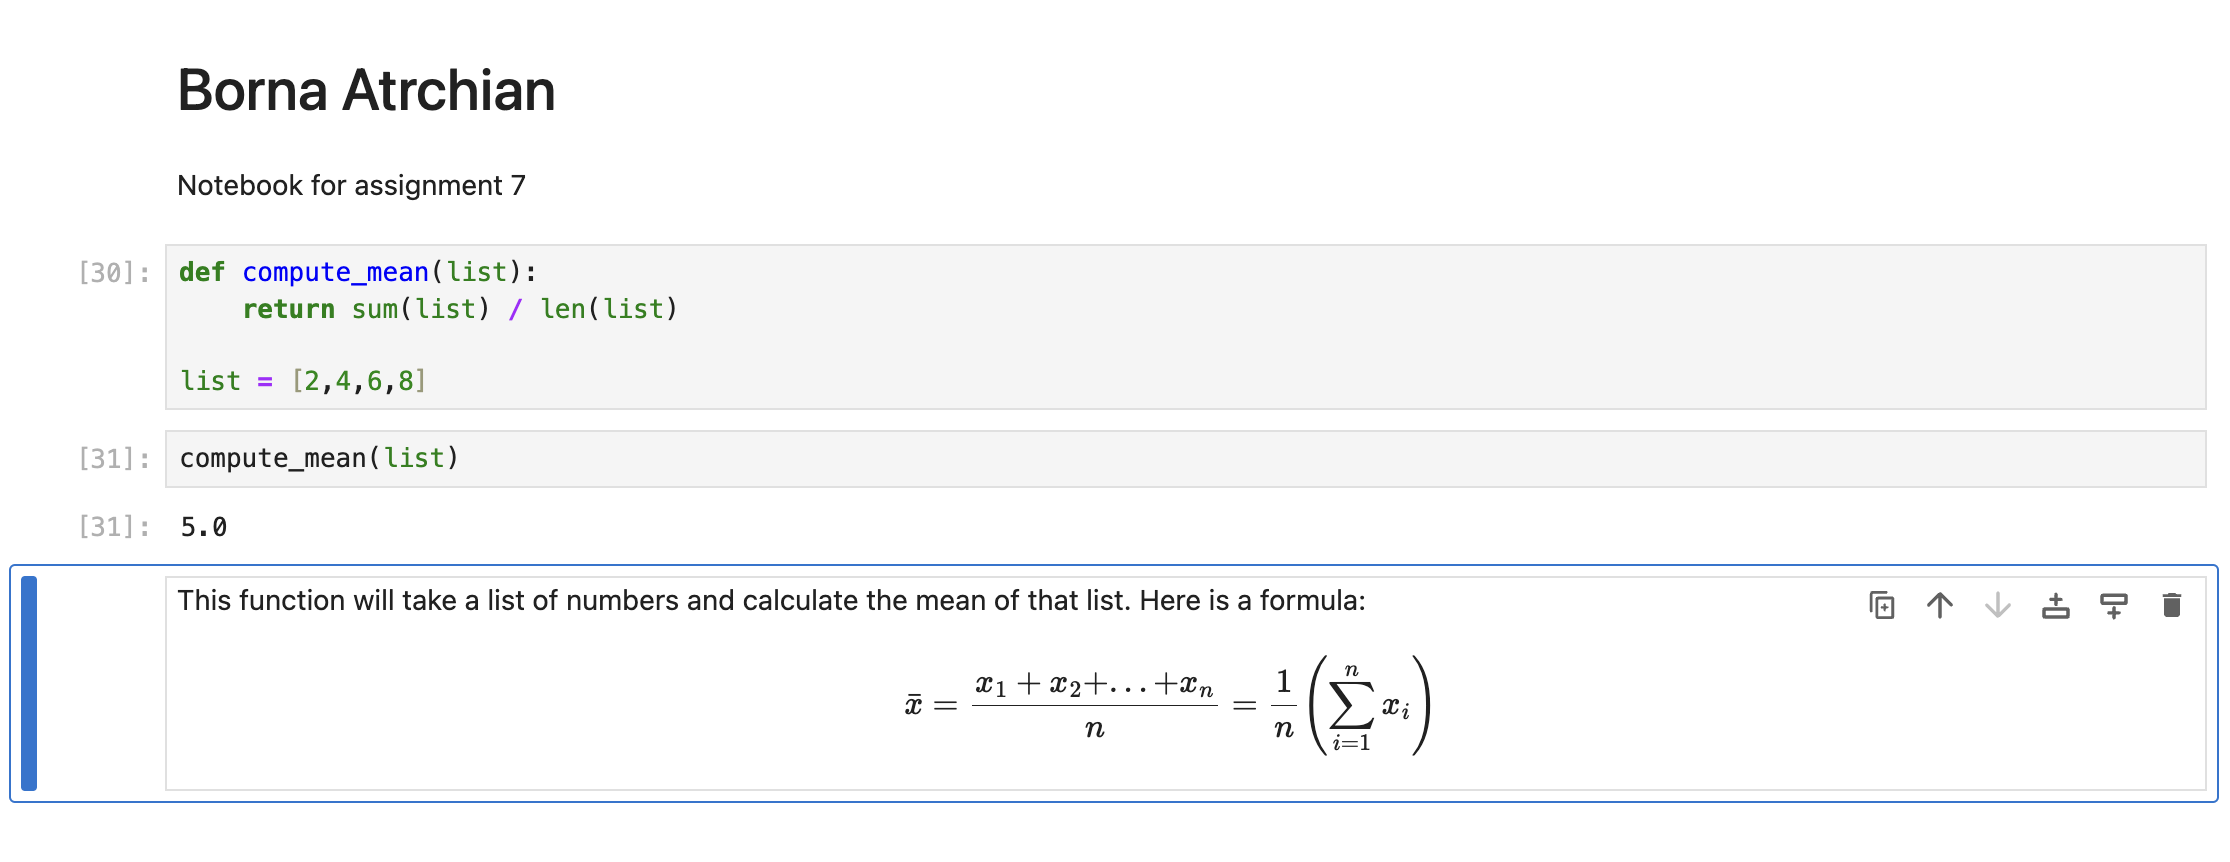 Borna Atrchian
Notebook for assignment 7
[30]: def compute_mean(list):
    return sum(list) / len(list)
list = [2,4,6,8]
[31]: compute_mean(list)
[31]: 5.0
This function will take a list of numbers and calculate the mean of that list. Here is a formula:
x̄ = \frac{x_1 + x_2+...+x_n}{n} = \frac{1}{n} \left( \sum_{i=1}^{n} x_i \right)